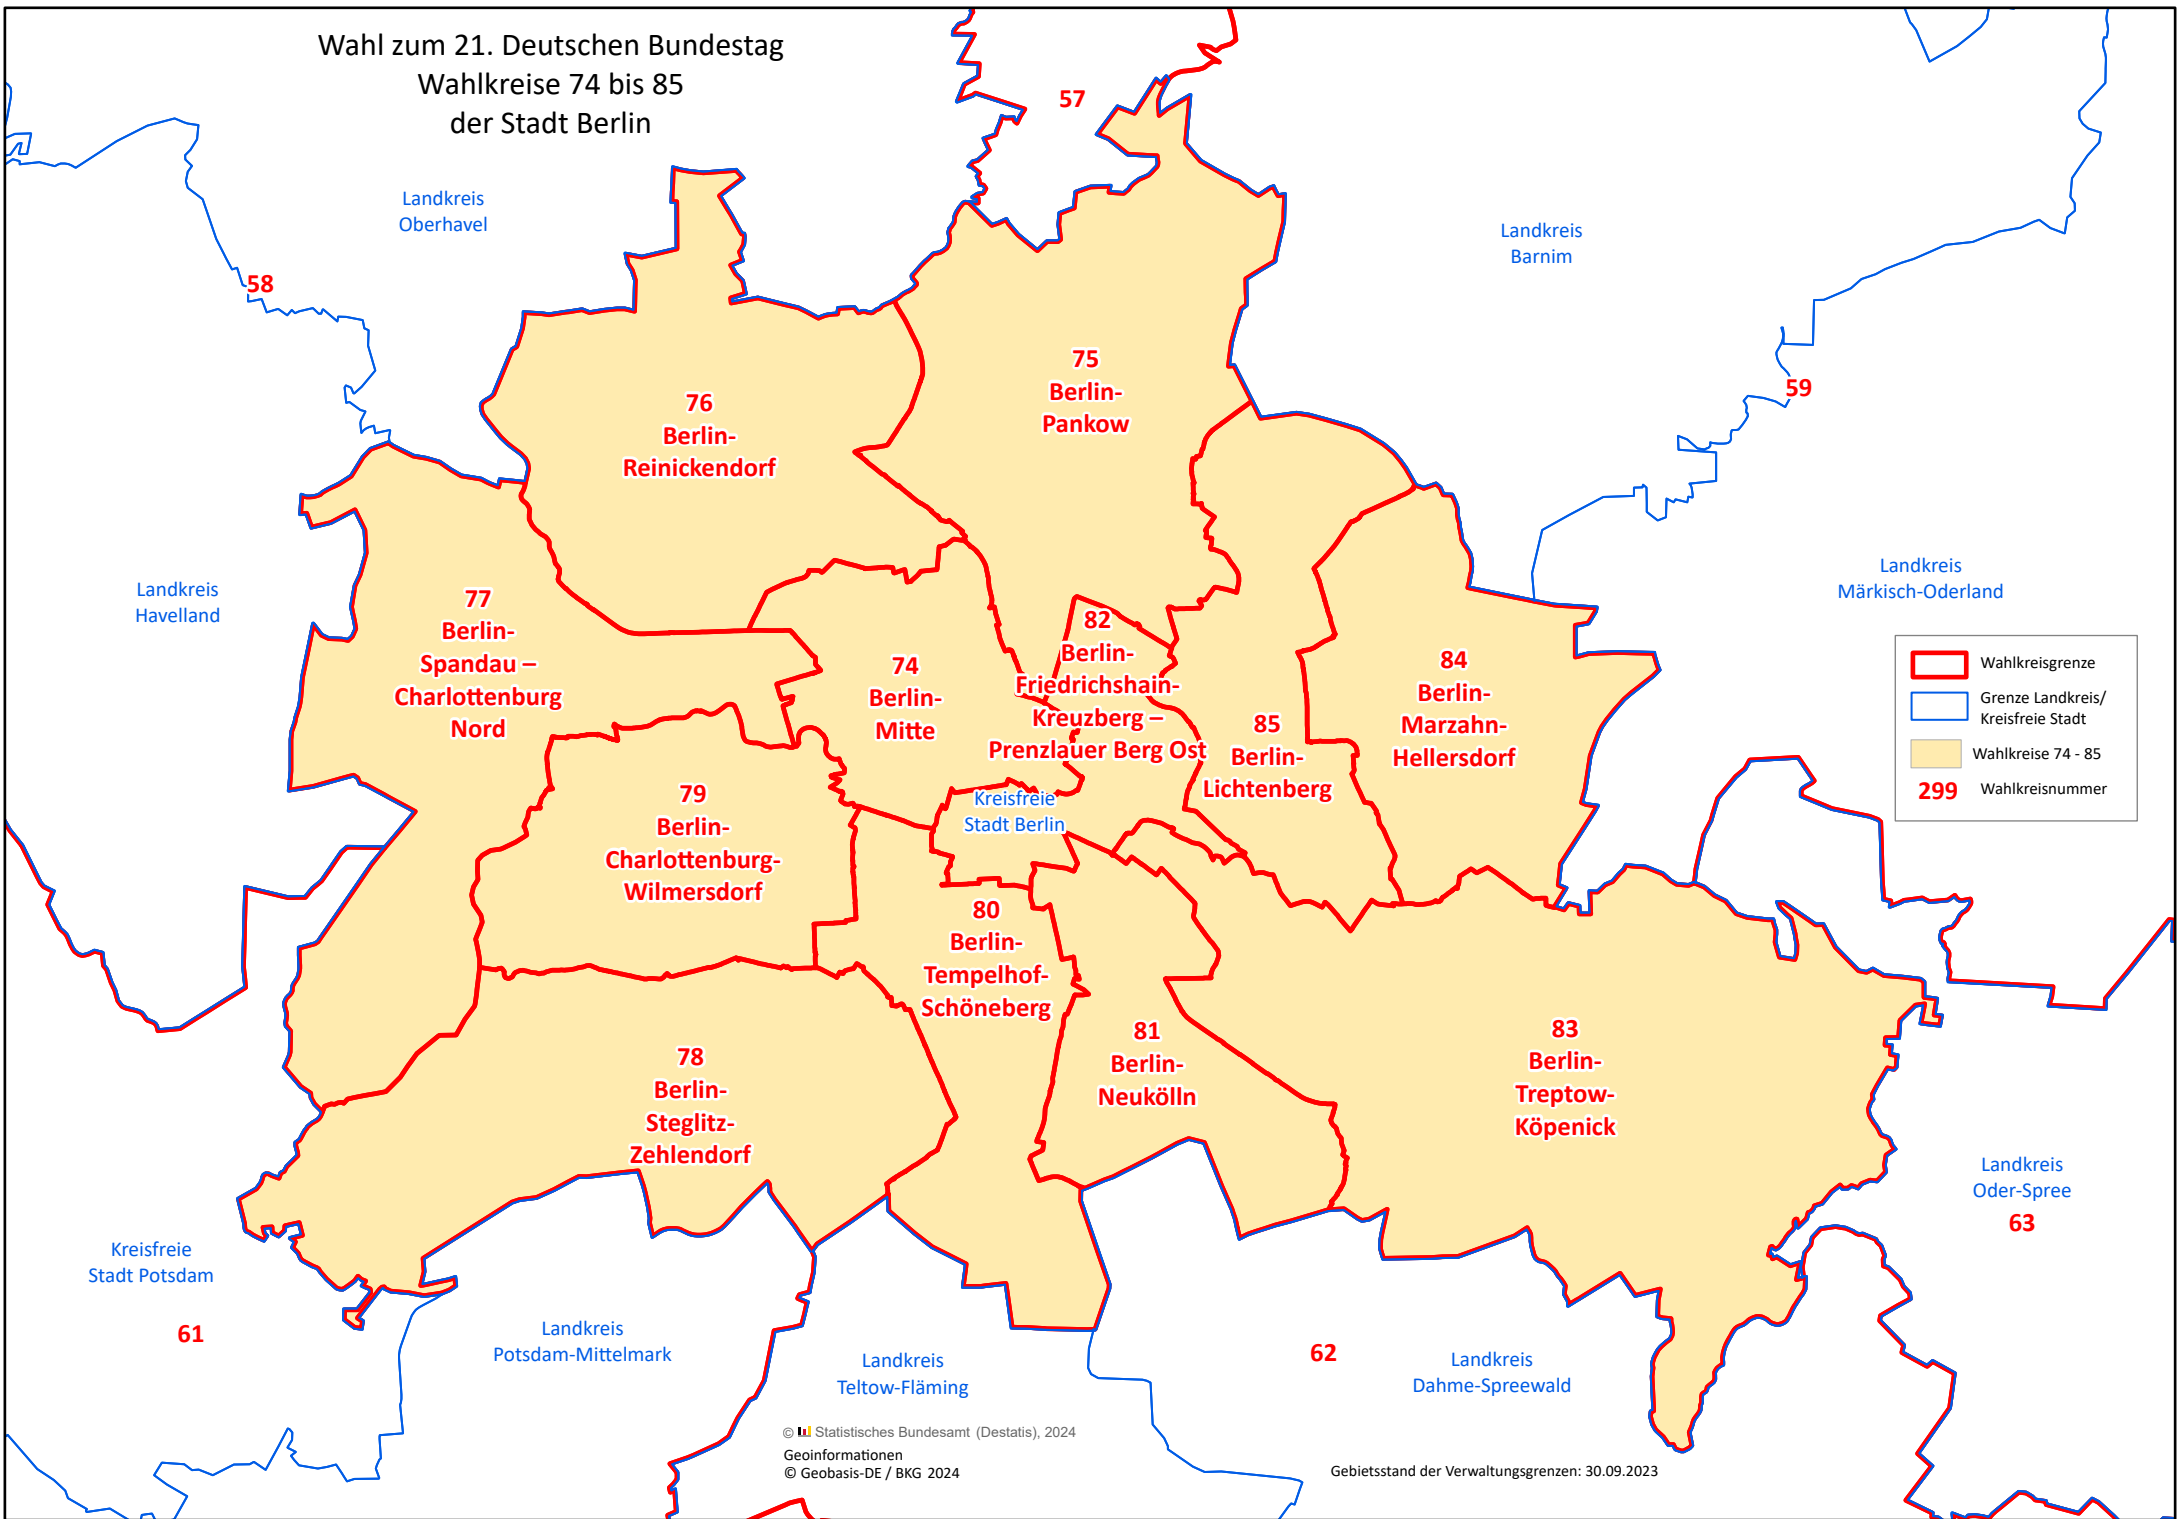 Wahl zum 21. Deutschen Bundestag
Wahlkreise 74 bis 85
der Stadt Berlin
57
Landkreis
Oberhavel
Landkreis
Barnim
58
59
75
Berlin-
Pankow
76
Berlin-
Reinickendorf
Landkreis
Havelland
Landkreis
Märkisch-Oderland
77
Berlin-
Spandau –
Charlottenburg
Nord
74
Berlin-
Mitte
82
Berlin-
Friedrichshain-
Kreuzberg –
Prenzlauer Berg Ost
85
Berlin-
Lichtenberg
84
Berlin-
Marzahn-
Hellersdorf
Wahlkreisgrenze
Grenze Landkreis/
Kreisfreie Stadt
Wahlkreise 74 - 85
299 Wahlkreisnummer
79
Berlin-
Charlottenburg-
Wilmersdorf
Kreisfreie
Stadt Berlin
80
Berlin-
Tempelhof-
Schöneberg
78
Berlin-
Steglitz-
Zehlendorf
81
Berlin-
Neukölln
83
Berlin-
Treptow-
Köpenick
Landkreis
Oder-Spree
63
Kreisfreie
Stadt Potsdam
61
Landkreis
Potsdam-Mittelmark
Landkreis
Teltow-Fläming
62
Landkreis
Dahme-Spreewald
© Statistisches Bundesamt (Destatis), 2024
Geoinformationen
© Geobasis-DE / BKG 2024
Gebietsstand der Verwaltungsgrenzen: 30.09.2023